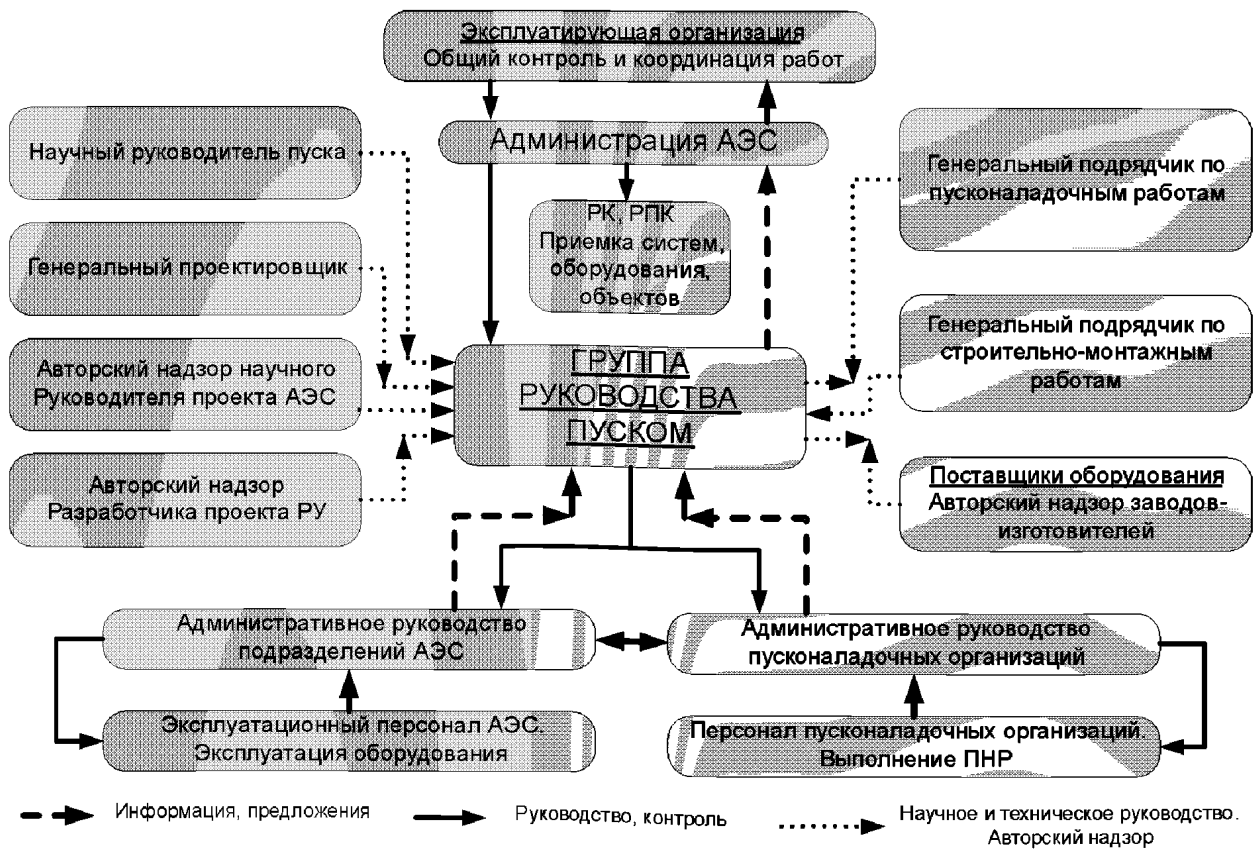 Эксплуатирующая организация
Общий контроль и координация работ
Администрация АЭС
Научный руководитель пуска
Генеральный подрядчик по
пусконаладочным работам
РК, РПК
Приемка систем,
оборудования,
объектов
Генеральный проектировщик
Генеральный подрядчик по
строительно-монтажным
работам
Авторский надзор научного
Руководителя проекта АЭС
ГРУППА
РУКОВОДСТВА
ПУСКОМ
Авторский надзор
Разработчика проекта РУ
Поставщики оборудования
Авторский надзор заводов-
изготовителей
Административное руководство
подразделений АЭС
Административное руководство
пусконаладочных организаций
Эксплуатационный персонал АЭС.
Эксплуатация оборудования
Персонал пусконаладочных организаций.
Выполнение ПНР
Информация, предложения
Руководство, контроль
Научное и техническое руководство.
Авторский надзор